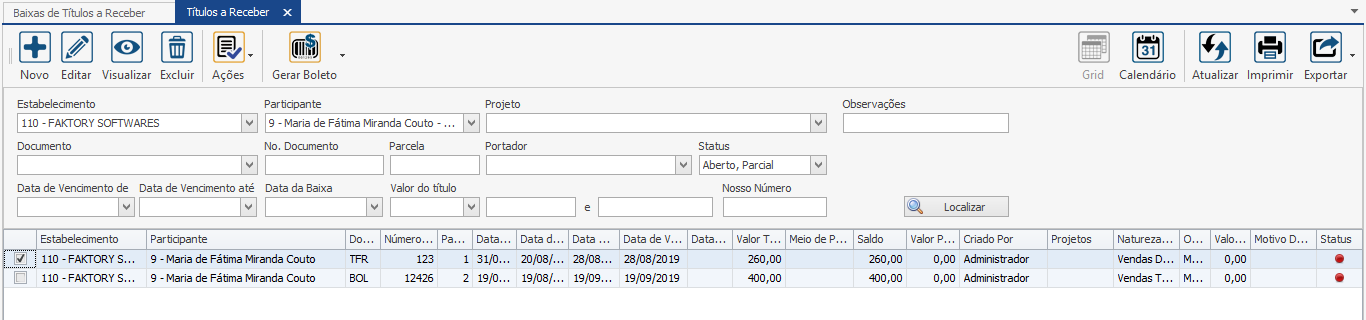 Baixas de Títulos a Receber Títulos a Receber
Novo Editar Visualizar Excluir Ações Gerar Boleto Grid Calendário 31 Atualizar Imprimir Exportar
Estabelecimento Participante Projeto Observações
110 - FAKTORY SOFTWARES 9 - Maria de Fátima Miranda Couto - ...
Documento No. Documento Parcela Portador Status
Aberto, Parcial
Data de Vencimento de Data de Vencimento até Data da Baixa Valor do título Nosso Número
e Localizar
Estabelecimento Participante Do... Número... Pa... Data... Data d... Data ... Data de V... Data... Valor T... Meio de P... Saldo Valor P... Criado Por Projetos Natureza... O... Valo... Motivo D... Status
110 - FAKTORY S... 9 - Maria de Fátima Miranda Couto TFR 123 1 31/0... 20/08/... 28/08... 28/08/2019 260,00 260,00 0,00 Administrador Vendas D... M... 0,00
110 - FAKTORY S... 9 - Maria de Fátima Miranda Couto BOL 12426 2 19/0... 19/08/... 19/09... 19/09/2019 400,00 400,00 0,00 Administrador Vendas T... M... 0,00